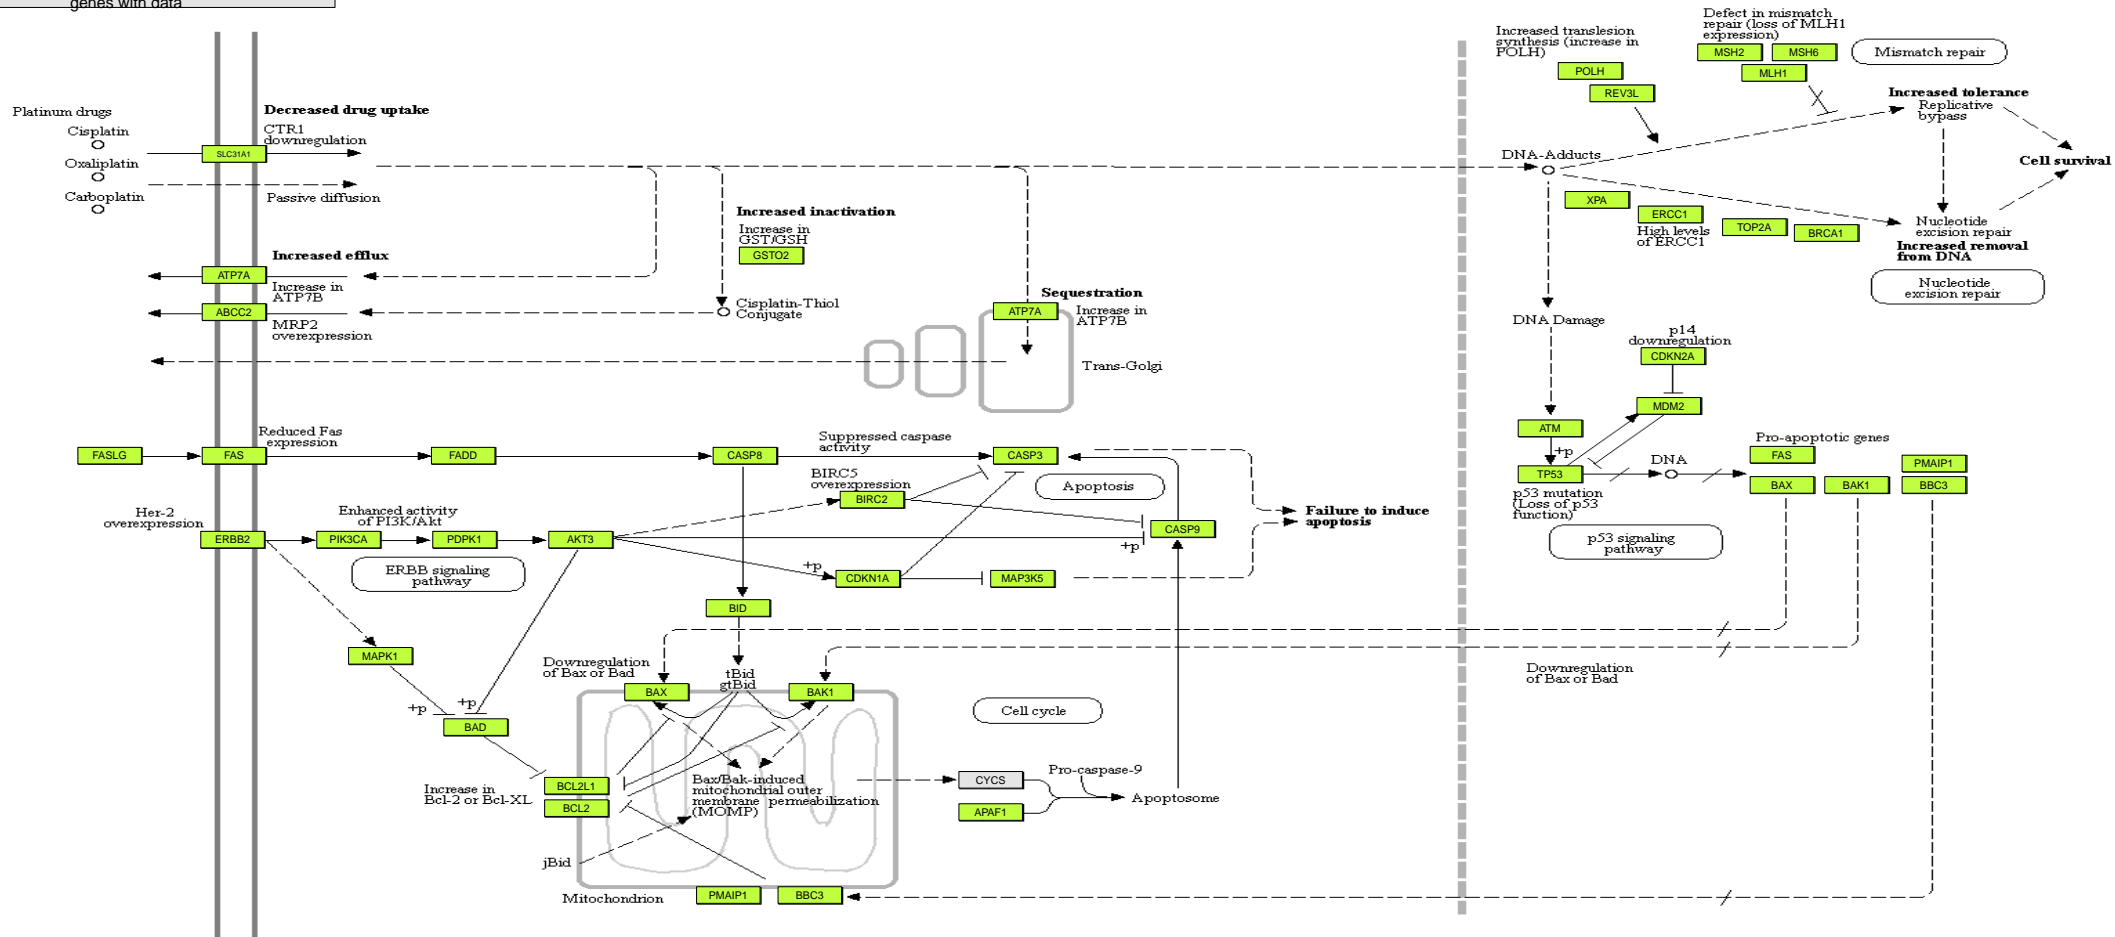 genes with data
Platinum drugs
Cisplatin
Oxaliplatin
Carboplatin
SLC31A1
Decreased drug uptake
CTR1
downregulation
Passive diffusion
Increased efflux
ATP7A
Increase in
ATP7B
ABCC2
MRP2
overexpression
Increased inactivation
Increase in
GST/GSH
GSTO2
Cisplatin-Thiol
Conjugate
Sequestration
ATP7A
Increase in
ATP7B
Trans-Golgi
Increased translesion
synthesis (increase in
POLH)
POLH
REV3L
Defect in mismatch
repair (loss of MLH1
expression)
MSH2
MSH6
MLH1
Mismatch repair
Increased tolerance
Replicative
bypass
Cell survival
DNA-Adducts
XPA
ERCC1
High levels
of ERCC1
TOP2A
BRCA1
Nucleotide
excision repair
Increased removal
from DNA
Nucleotide
excision repair
DNA Damage
p14
downregulation
CDKN2A
MDM2
ATM
+p
TP53
p53 mutation
(Loss of p53
function)
DNA
p53 signaling
pathway
Pro-apoptotic genes
FAS
BAX
BAK1
PMAIP1
BBC3
Downregulation
of Bax or Bad
FASLG
FAS
Reduced Fas
expression
FADD
CASP8
Suppressed caspase
activity
CASP3
BIRC5
overexpression
BIRC2
Apoptosis
CASP9
+p
Failure to induce
apoptosis
Her-2
overexpression
ERBB2
Enhanced activity
of PI3K/Akt
PIK3CA
PDPK1
AKT3
ERBB signaling
pathway
+p
CDKN1A
MAP3K5
BID
MAPK1
+p
+p
BAD
Downregulation
of Bax or Bad
BAX
tBid
gtBid
BAK1
Cell cycle
Increase in
Bcl-2 or Bcl-XL
BCL2L1
BCL2
Bax/Bak-induced
mitochondrial outer
membrane permeabilization
(MOMP)
jBid
Mitochondrion
PMAIP1
BBC3
CYCS
APAF1
Pro-caspase-9
Apoptosome